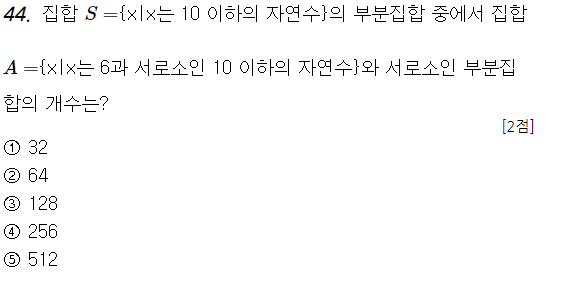 44. 집합 S={x|x는 10 이하의 자연수}의 부분집합 중에서 집합
A={x|x는 6과 서로소인 10 이하의 자연수}와 서로소인 부분집
합의 개수는?
[2점]
① 32
② 64
③ 128
④ 256
⑤ 512